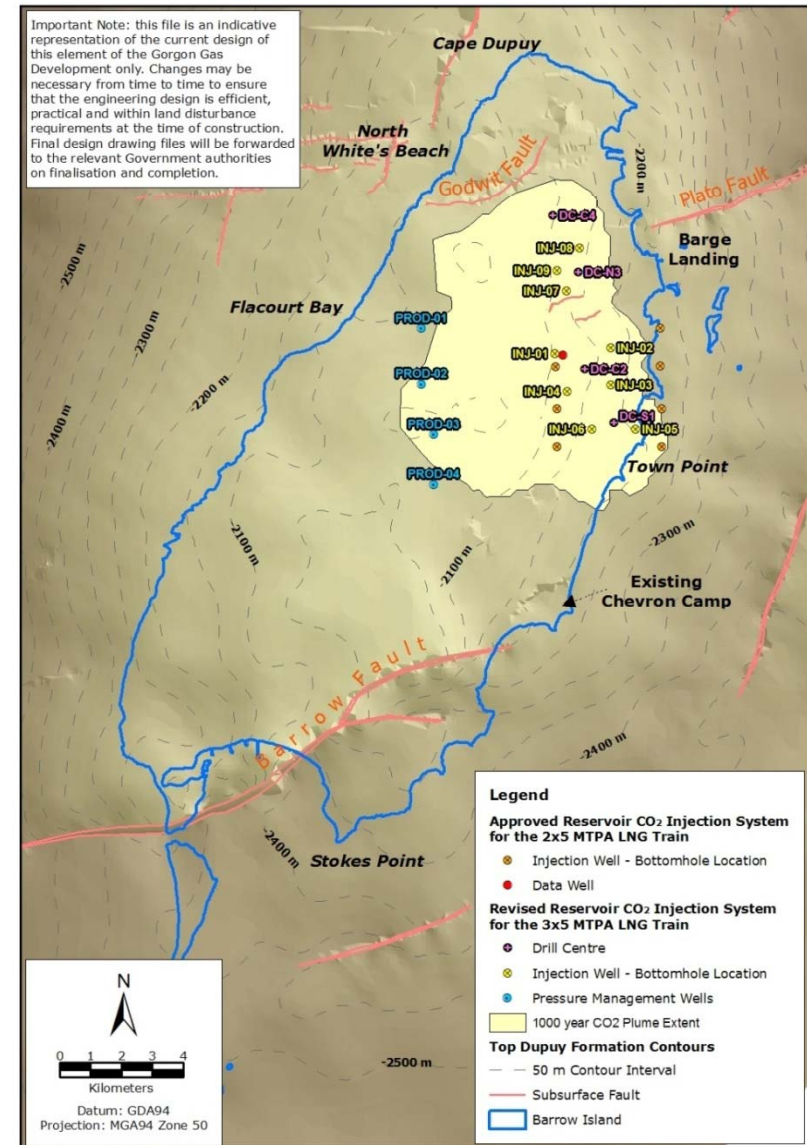 Important Note: this file is an indicative
representation of the current design of
this element of the Gorgon Gas
Development only. Changes may be
necessary from time to time to ensure
that the engineering design is efficient,
practical and within land disturbance
requirements at the time of construction.
Final design drawing files will be forwarded
to the relevant Government authorities
on finalisation and completion.
Cape Dupuy
North
White's Beach
Godwit Fault
-2200 m
Plato Fault
DC-C4
Barge
Landing
INJ-08
INJ-09
DC-N3
INJ-07
-2500 m
-2300 m
Flacourt Bay
PROD-01
INJ-01
INJ-02
DC-C2
PROD-02
INJ-03
INJ-04
-2200 m
-2400 m
PROD-03
DC-S1
INJ-06
INJ-05
PROD-04
Town Point
-2100 m
-2100 m
-2300 m
Existing
Chevron Camp
Barrow Fault
-2400 m
-2400 m
Stokes Point
-2500 m
N
0 1 2 3 4
Kilometers
Datum: GDA94
Projection: MGA94 Zone 50
Legend
Approved Reservoir CO₂ Injection System
for the 2x5 MTPA LNG Train
Injection Well - Bottomhole Location
Data Well
Revised Reservoir CO₂ Injection System
for the 3x5 MTPA LNG Train
Drill Centre
Injection Well - Bottomhole Location
Pressure Management Wells
1000 year CO2 Plume Extent
Top Dupuy Formation Contours
50 m Contour Interval
Subsurface Fault
Barrow Island